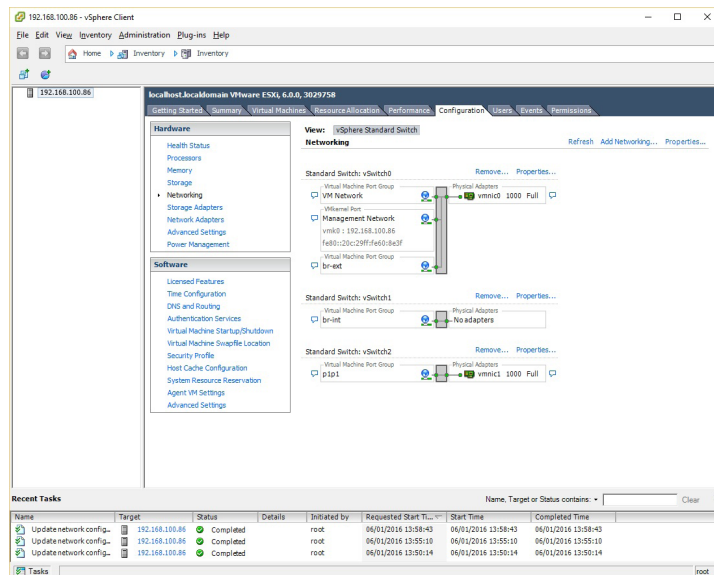 192.168.100.86 - vSphere Client
File Edit View Inventory Administration Plug-ins Help
Home Inventory Inventory
192.168.100.86
localhost.localdomain VMware ESXi, 6.0.0, 3029758
Getting Started Summary Virtual Machines Resource Allocation Performance Configuration Users Events Permissions
Hardware
Health Status
Processors
Memory
Storage
Networking
Storage Adapters
Network Adapters
Advanced Settings
Power Management
Software
Licensed Features
Time Configuration
DNS and Routing
Authentication Services
Virtual Machine Startup/Shutdown
Virtual Machine Swapfile Location
Security Profile
Host Cache Configuration
System Resource Reservation
Agent VM Settings
Advanced Settings
View: vSphere Standard Switch
Networking Refresh Add Networking... Properties...
Standard Switch: vSwitch0 Remove... Properties...
Virtual Machine Port Group Physical Adapters
VM Network vmnic0 1000 Full
VMkernel Port
Management Network
vmk0 : 192.168.100.86
fe80::20c:29ff:fe60:8e3f
Virtual Machine Port Group
br-ext
Standard Switch: vSwitch1 Remove... Properties...
Virtual Machine Port Group Physical Adapters
br-int No adapters
Standard Switch: vSwitch2 Remove... Properties...
Virtual Machine Port Group Physical Adapters
p1p1 vmnic1 1000 Full
Recent Tasks Name, Target or Status contains: Clear
Name Target Status Details Initiated by Requested Start Ti... Start Time Completed Time
Update network config... 192.168.100.86 Completed root 06/01/2016 13:58:43 06/01/2016 13:58:43 06/01/2016 13:58:43
Update network config... 192.168.100.86 Completed root 06/01/2016 13:55:10 06/01/2016 13:55:10 06/01/2016 13:55:10
Update network config... 192.168.100.86 Completed root 06/01/2016 13:50:14 06/01/2016 13:50:14 06/01/2016 13:50:14
Tasks root